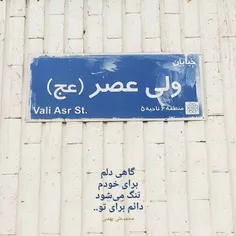 خیابان
ولی عصر (عج)
Vali Asr St.
منطقه ۶ ناحیه ۵
گاهی دلم
برای خودم
تنگ می‌شود
دائم برای تو..